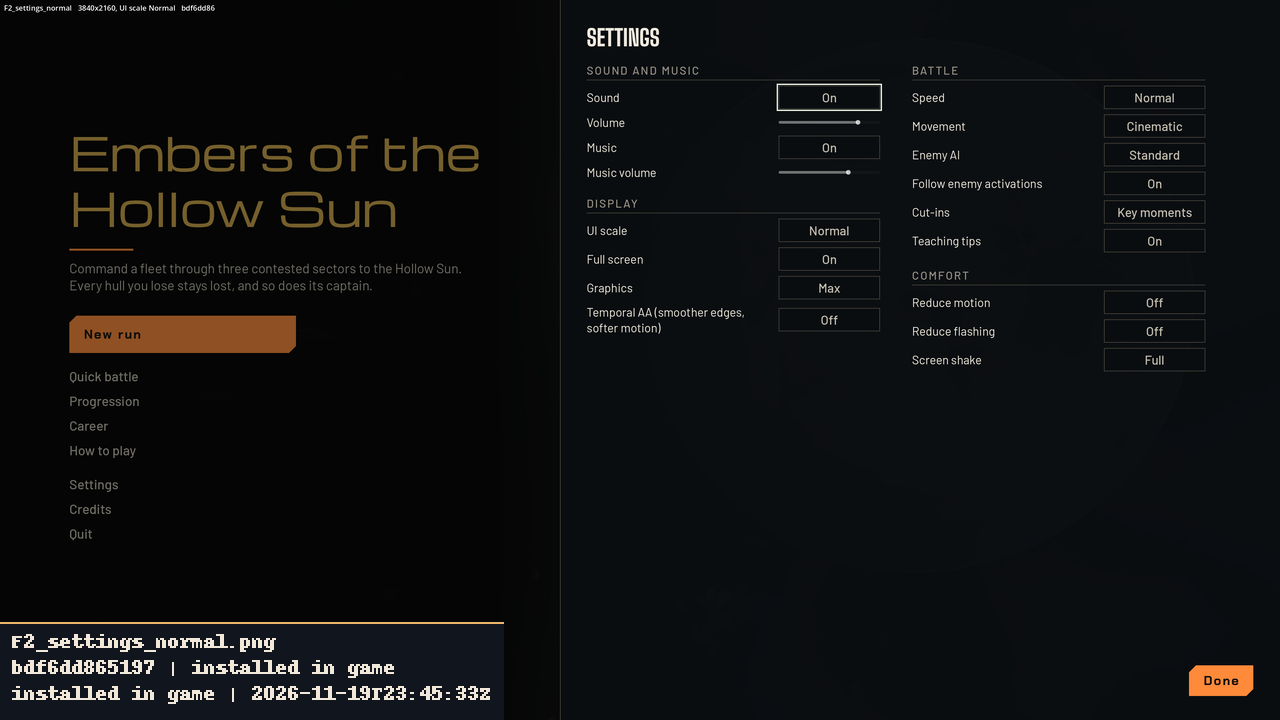 F2_settings_normal 3840x2160, UI scale Normal bdf6dd86
Embers of the
Hollow Sun
Command a fleet through three contested sectors to the Hollow Sun.
Every hull you lose stays lost, and so does its captain.
New run
Quick battle
Progression
Career
How to play
Settings
Credits
Quit
SETTINGS
SOUND AND MUSIC
Sound On
Volume
Music On
Music volume
DISPLAY
UI scale Normal
Full screen On
Graphics Max
Temporal AA (smoother edges,
softer motion) Off
BATTLE
Speed Normal
Movement Cinematic
Enemy AI Standard
Follow enemy activations On
Cut-ins Key moments
Teaching tips On
COMFORT
Reduce motion Off
Reduce flashing Off
Screen shake Full
Done
F2_settings_normal.png
bdf6dd865197 | installed in game
installed in game | 2026-11-19T23:45:33Z